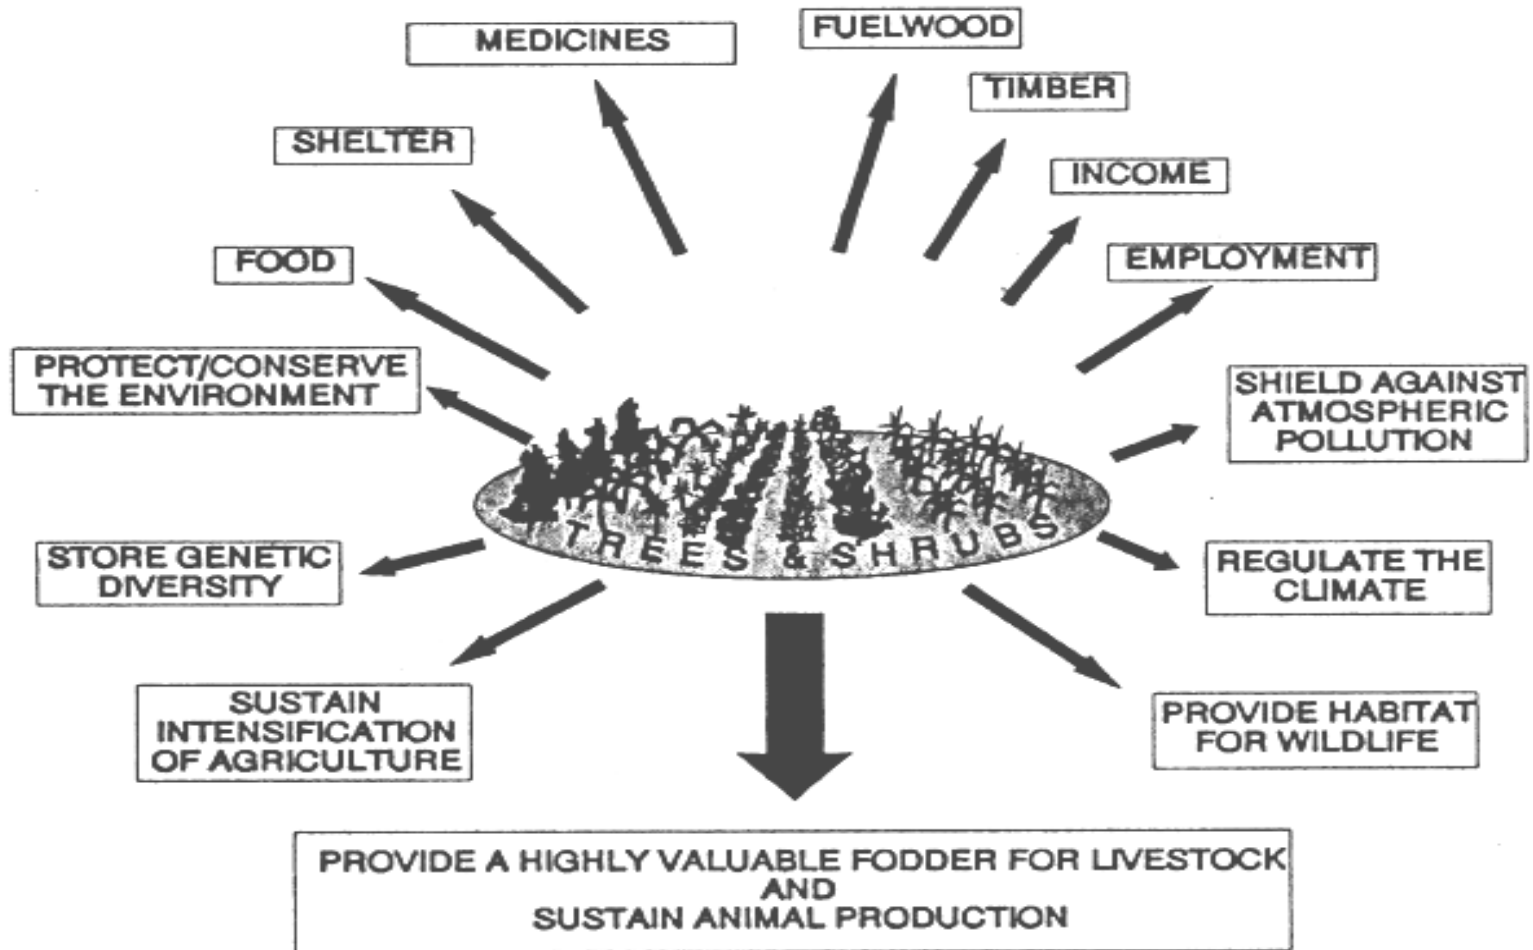 MEDICINES
FUELWOOD
TIMBER
SHELTER
INCOME
FOOD
EMPLOYMENT
PROTECT/CONSERVE
THE ENVIRONMENT
SHIELD AGAINST
ATMOSPHERIC
POLLUTION
TREES & SHRUBS
STORE GENETIC
DIVERSITY
REGULATE THE
CLIMATE
SUSTAIN
INTENSIFICATION
OF AGRICULTURE
PROVIDE HABITAT
FOR WILDLIFE
PROVIDE A HIGHLY VALUABLE FODDER FOR LIVESTOCK
AND
SUSTAIN ANIMAL PRODUCTION